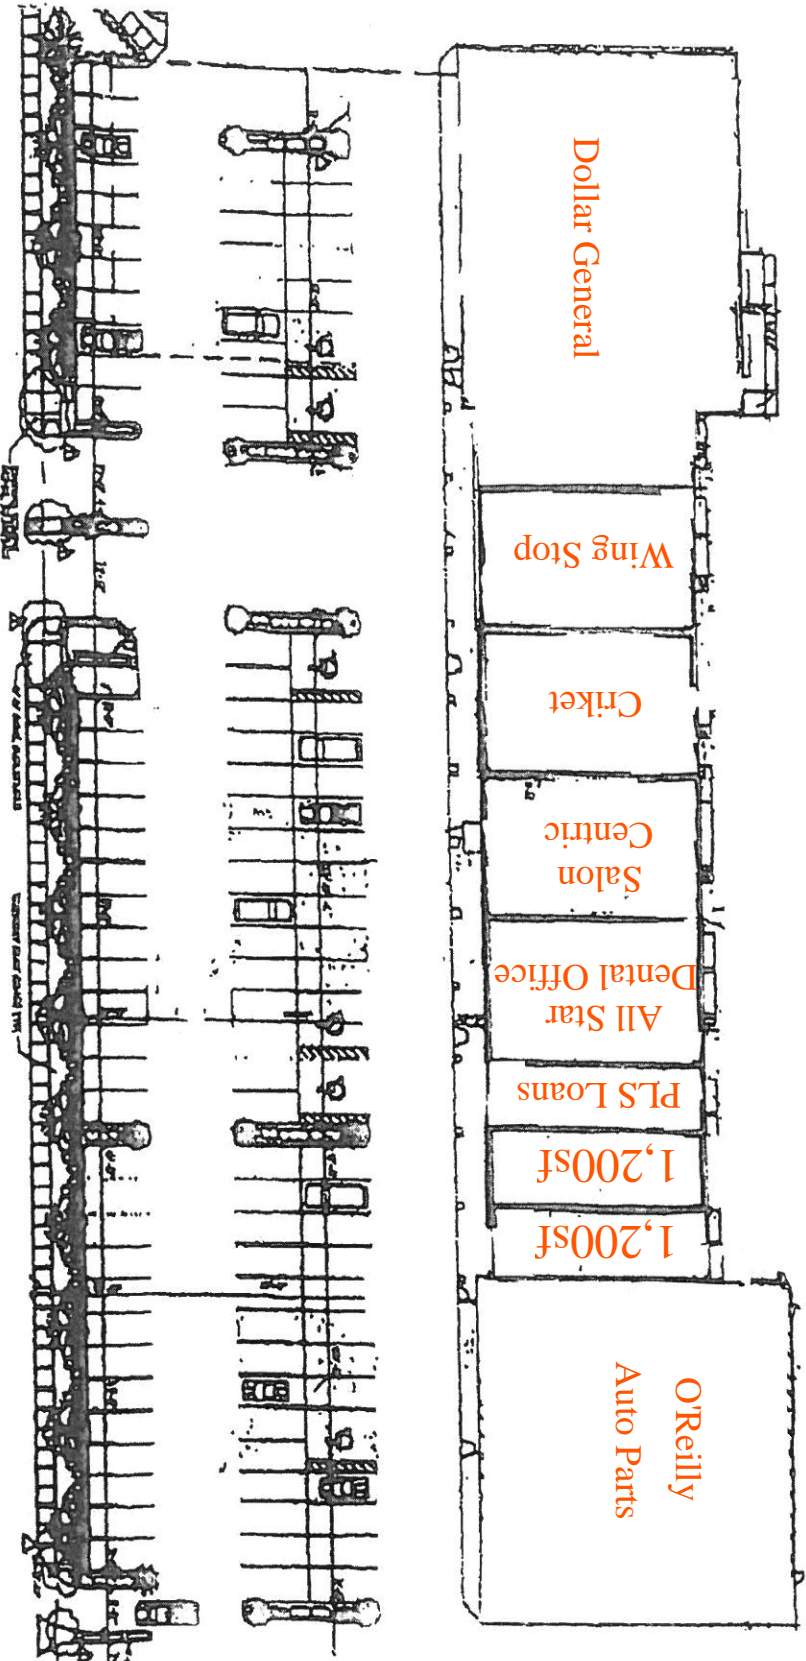 Dollar General
Wing Stop
Criket
Salon
Centric
All Star
Dental Office
PLS Loans
1,200sf
1,200sf
O'Reilly
Auto Parts